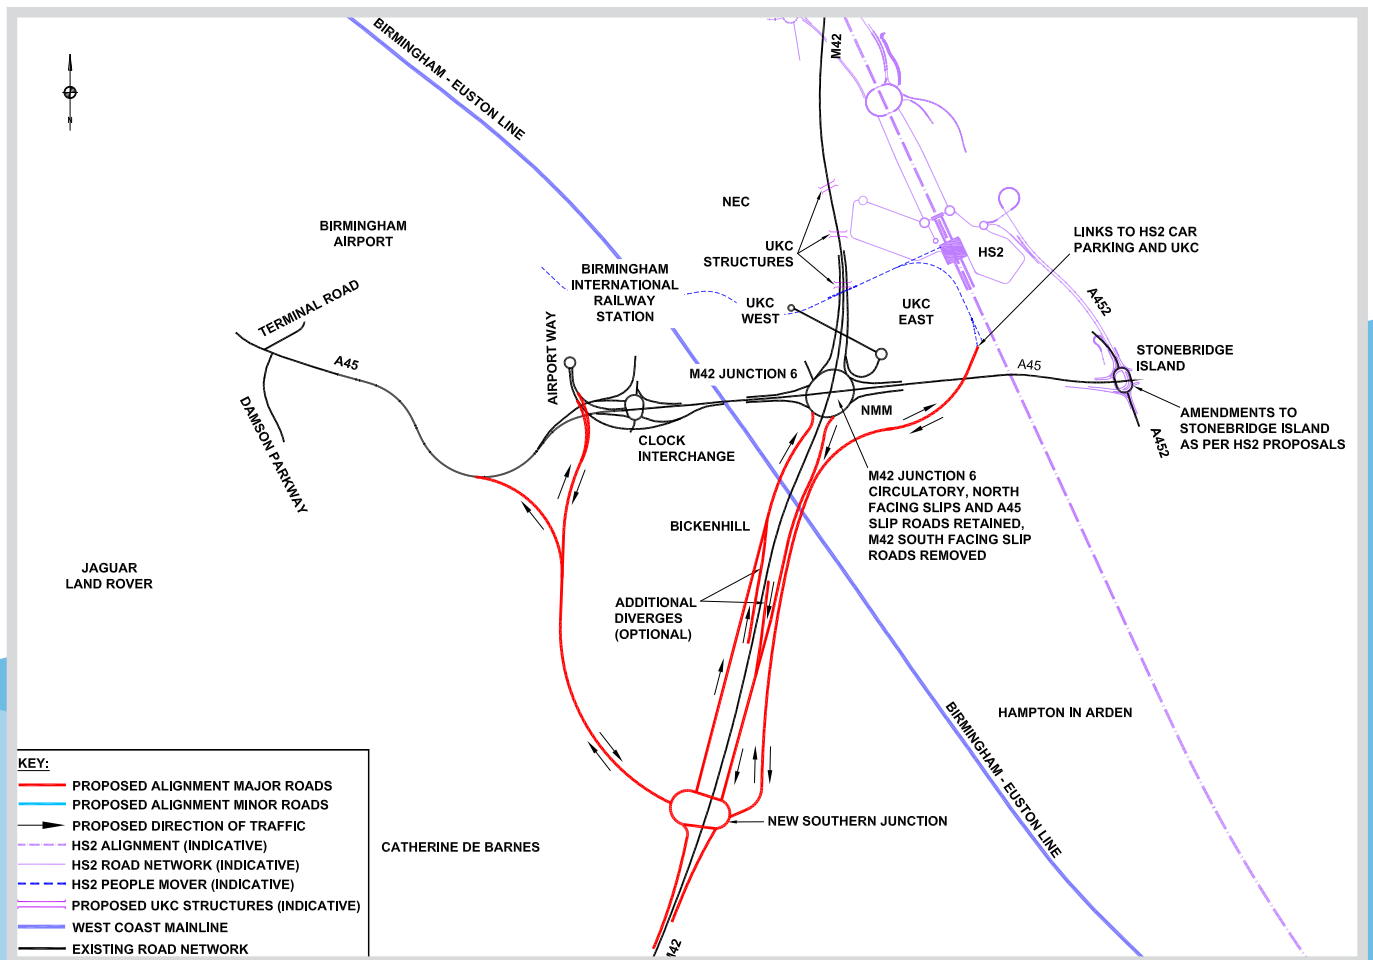 M42
BIRMINGHAM - EUSTON LINE
N
NEC
BIRMINGHAM
AIRPORT
UKC
STRUCTURES
HS2
LINKS TO HS2 CAR
PARKING AND UKC
BIRMINGHAM
INTERNATIONAL
RAILWAY
STATION
UKC
WEST
UKC
EAST
A452
TERMINAL ROAD
A45
AIRPORT WAY
M42 JUNCTION 6
A45
STONEBRIDGE
ISLAND
DAMSON PARKWAY
NMM
CLOCK
INTERCHANGE
AMENDMENTS TO
STONEBRIDGE ISLAND
AS PER HS2 PROPOSALS
A452
M42 JUNCTION 6
CIRCULATORY, NORTH
FACING SLIPS AND A45
SLIP ROADS RETAINED,
M42 SOUTH FACING SLIP
ROADS REMOVED
BICKENHILL
JAGUAR
LAND ROVER
ADDITIONAL
DIVERGES
(OPTIONAL)
HAMPTON IN ARDEN
BIRMINGHAM - EUSTON LINE
NEW SOUTHERN JUNCTION
CATHERINE DE BARNES
M42
KEY:
PROPOSED ALIGNMENT MAJOR ROADS
PROPOSED ALIGNMENT MINOR ROADS
PROPOSED DIRECTION OF TRAFFIC
HS2 ALIGNMENT (INDICATIVE)
HS2 ROAD NETWORK (INDICATIVE)
HS2 PEOPLE MOVER (INDICATIVE)
PROPOSED UKC STRUCTURES (INDICATIVE)
WEST COAST MAINLINE
EXISTING ROAD NETWORK